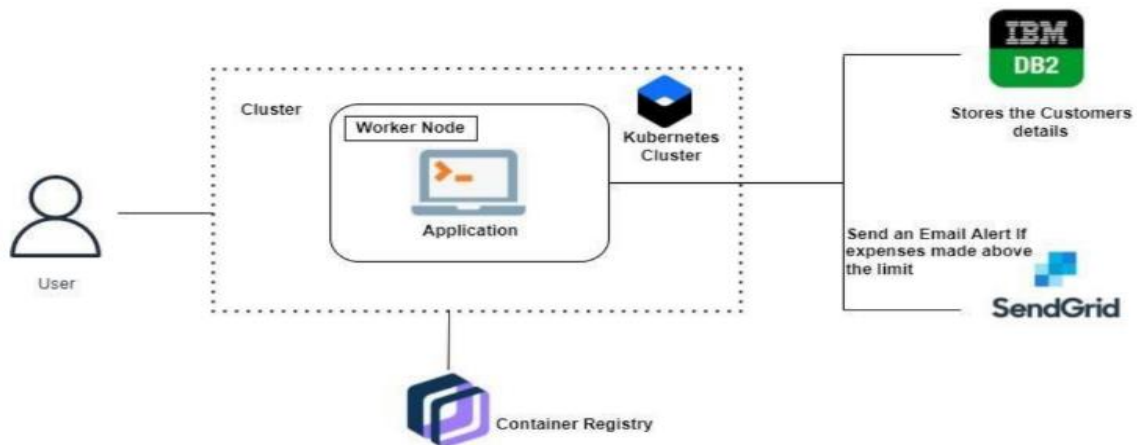 IBM
DB2
Stores the Customers
details
Cluster
Worker Node
Kubernetes
Cluster
Application
User
Send an Email Alert If
expenses made above
the limit
SendGrid
Container Registry